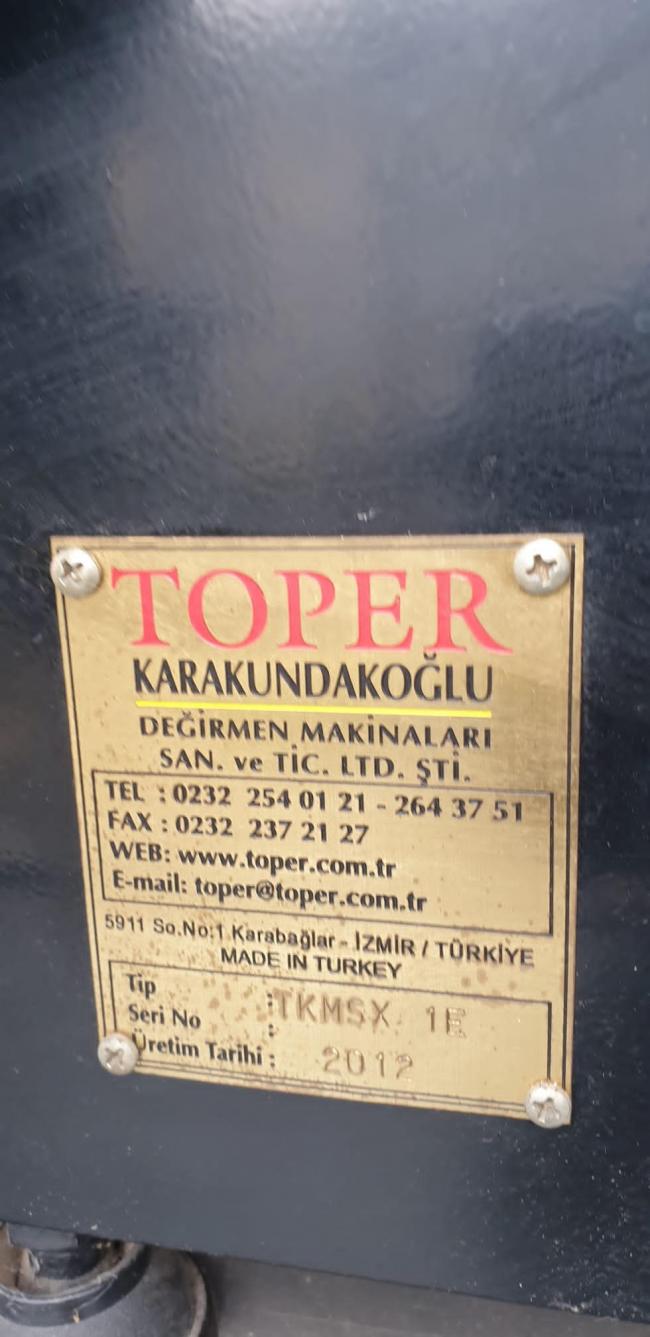 TOPER
KARAKUNDAKOĞLU
DEĞİRMEN MAKİNALARI
SAN. ve TİC. LTD. ŞTİ.
TEL : 0232 254 01 21 - 264 37 51
FAX : 0232 237 21 27
WEB: www.toper.com.tr
E-mail: toper@toper.com.tr
5911 So.No:1 Karabağlar - İZMİR / TÜRKİYE
MADE IN TURKEY
Tip : TKMSX 1E
Seri No :
Üretim Tarihi : 2012